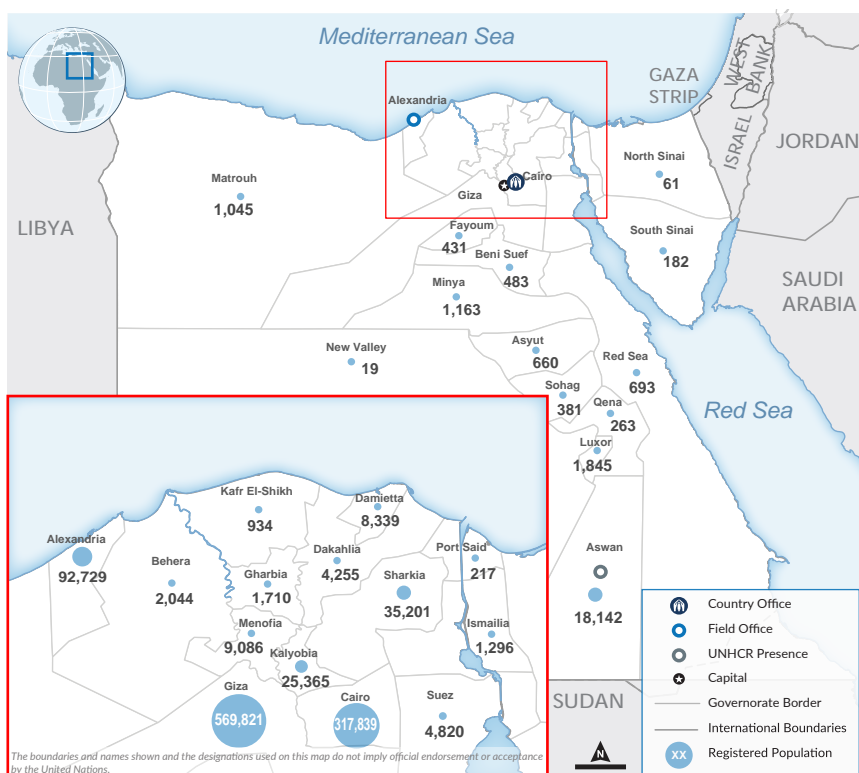 Mediterranean Sea
GAZA
STRIP
WEST
BANK
ISRAEL
JORDAN
Alexandria
North Sinai
61
Matrouh
1,045
Cairo
Giza
LIBYA
Fayoum
431
South Sinai
182
Beni Suef
483
SAUDI
ARABIA
Minya
1,163
New Valley
19
Asyut
660
Red Sea
693
Sohag
381
Qena
263
Red Sea
Luxor
1,845
Aswan
18,142
Kafr El-Shikh
934
Damietta
8,339
Alexandria
92,729
Behera
2,044
Dakahlia
4,255
Port Said
217
Gharbia
1,710
Sharkia
35,201
Menofia
9,086
Ismailia
1,296
Kalyobia
25,365
Giza
569,821
Cairo
317,839
Suez
4,820
SUDAN
N
Country Office
Field Office
UNHCR Presence
Capital
Governorate Border
International Boundaries
XX Registered Population
The boundaries and names shown and the designations used on this map do not imply official endorsement or acceptance
by the United Nations.